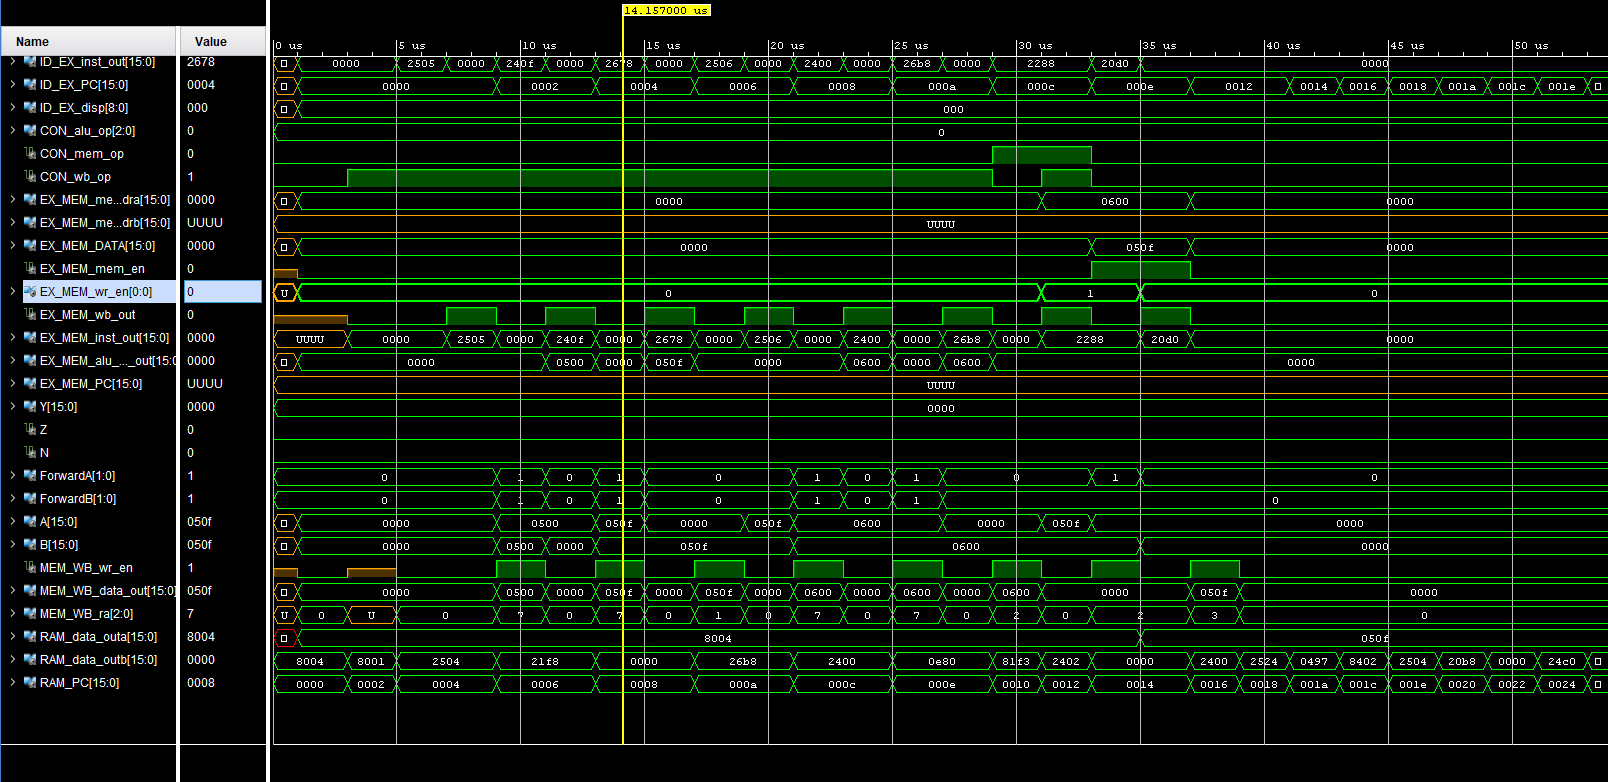 14.157000 us
Name Value 0 us 5 us 10 us 15 us 20 us 25 us 30 us 35 us 40 us 45 us 50 us
ID_EX_inst_out[15:0] 2678 0000 2505 0000 240f 0000 2678 0000 2506 0000 2400 0000 26b8 0000 2288 20d0 0000
ID_EX_PC[15:0] 0004 0000 0002 0004 0006 0008 000a 000c 000e 0012 0014 0016 0018 001a 001c 001e
ID_EX_disp[8:0] 000 000
CON_alu_op[2:0] 0 0
CON_mem_op 0
CON_wb_op 1
EX_MEM_me...dra[15:0] 0000 0000 0600 0000
EX_MEM_me...drb[15:0] UUUU UUUU
EX_MEM_DATA[15:0] 0000 0000 050f 0000
EX_MEM_mem_en 0
EX_MEM_wr_en[0:0] 0 U 0 1 0
EX_MEM_wb_out 0
EX_MEM_inst_out[15:0] 0000 UUUU 0000 2505 0000 240f 0000 2678 0000 2506 0000 2400 0000 26b8 0000 2288 20d0 0000
EX_MEM_alu_..._out[15:0 0000 0000 0500 0000 050f 0000 0600 0000 0600 0000
EX_MEM_PC[15:0] UUUU UUUU
Y[15:0] 0000 0000
Z 0
N 0
ForwardA[1:0] 1 0 1 0 1 0 1 0 1 0 1 0
ForwardB[1:0] 1 0 1 0 1 0 1 0 1 0
A[15:0] 050f 0000 0500 050f 0000 050f 0600 0000 050f 0000
B[15:0] 050f 0000 0500 0000 050f 0600 0000
MEM_WB_wr_en 1
MEM_WB_data_out[15:0] 050f 0000 0500 0000 050f 0000 050f 0000 0600 0000 0600 0000 0600 0000 050f 0000
MEM_WB_ra[2:0] 7 U 0 U 0 7 0 7 0 1 0 7 0 7 0 2 0 2 3 0
RAM_data_outa[15:0] 8004 8004 050f
RAM_data_outb[15:0] 0000 8004 8001 2504 21f8 0000 26b8 2400 0e80 81f3 2402 0000 2400 2524 0497 8402 2504 20b8 0000 24c0
RAM_PC[15:0] 0008 0000 0002 0004 0006 0008 000a 000c 000e 0010 0012 0014 0016 0018 001a 001c 001e 0020 0022 0024